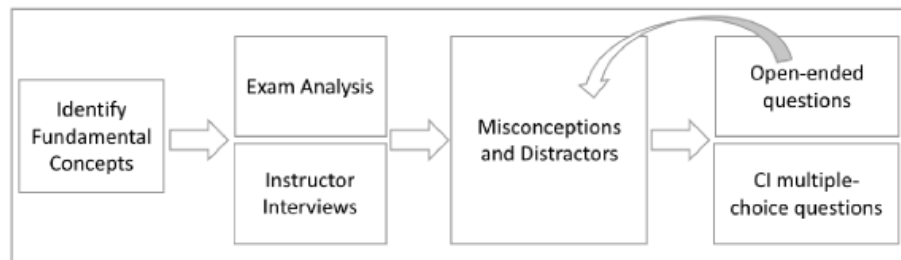 Identify
Fundamental
Concepts
Exam Analysis
Instructor
Interviews
Misconceptions
and Distractors
Open-ended
questions
CI multiple-
choice questions